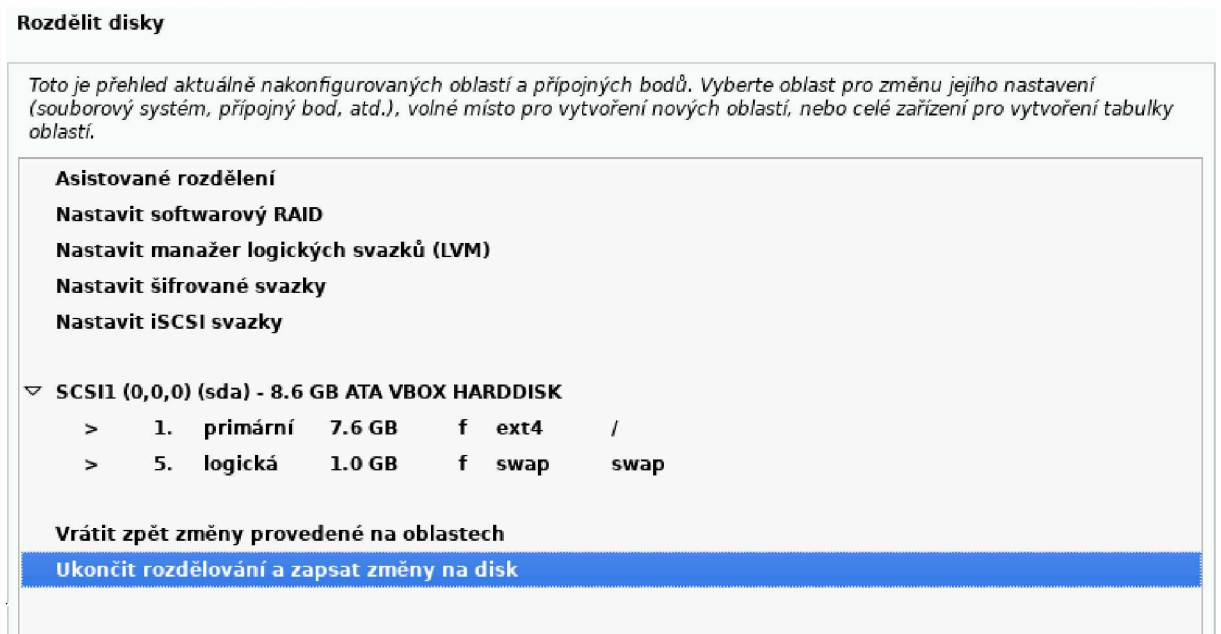 Rozdělit disky
Toto je přehled aktuálně nakonfigurovaných oblastí a přípojných bodů. Vyberte oblast pro změnu jejího nastavení
(souborový systém, přípojný bod, atd.), volné místo pro vytvoření nových oblastí, nebo celé zařízení pro vytvoření tabulky
oblastí.
Asistované rozdělení
Nastavit softwarový RAID
Nastavit manažer logických svazků (LVM)
Nastavit šifrované svazky
Nastavit iSCSI svazky
SCSI1 (0,0,0) (sda) - 8.6 GB ATA VBOX HARDDISK
> 1. primární 7.6 GB f ext4 /
> 5. logická 1.0 GB f swap swap
Vrátit zpět změny provedené na oblastech
Ukončit rozdělování a zapsat změny na disk